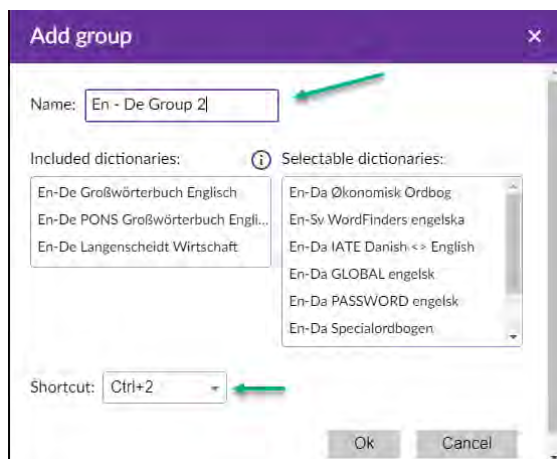 Add group
Name: En - De Group 2
Included dictionaries:
En-De Großwörterbuch Englisch
En-De PONS Großwörterbuch Engli...
En-De Langenscheidt Wirtschaft
Selectable dictionaries:
En-Da Økonomisk Ordbog
En-Sv WordFinders engelska
En-Da IATE Danish <> English
En-Da GLOBAL engelsk
En-Da PASSWORD engelsk
En-Da Specialordbogen
Shortcut: Ctrl+2
Ok Cancel